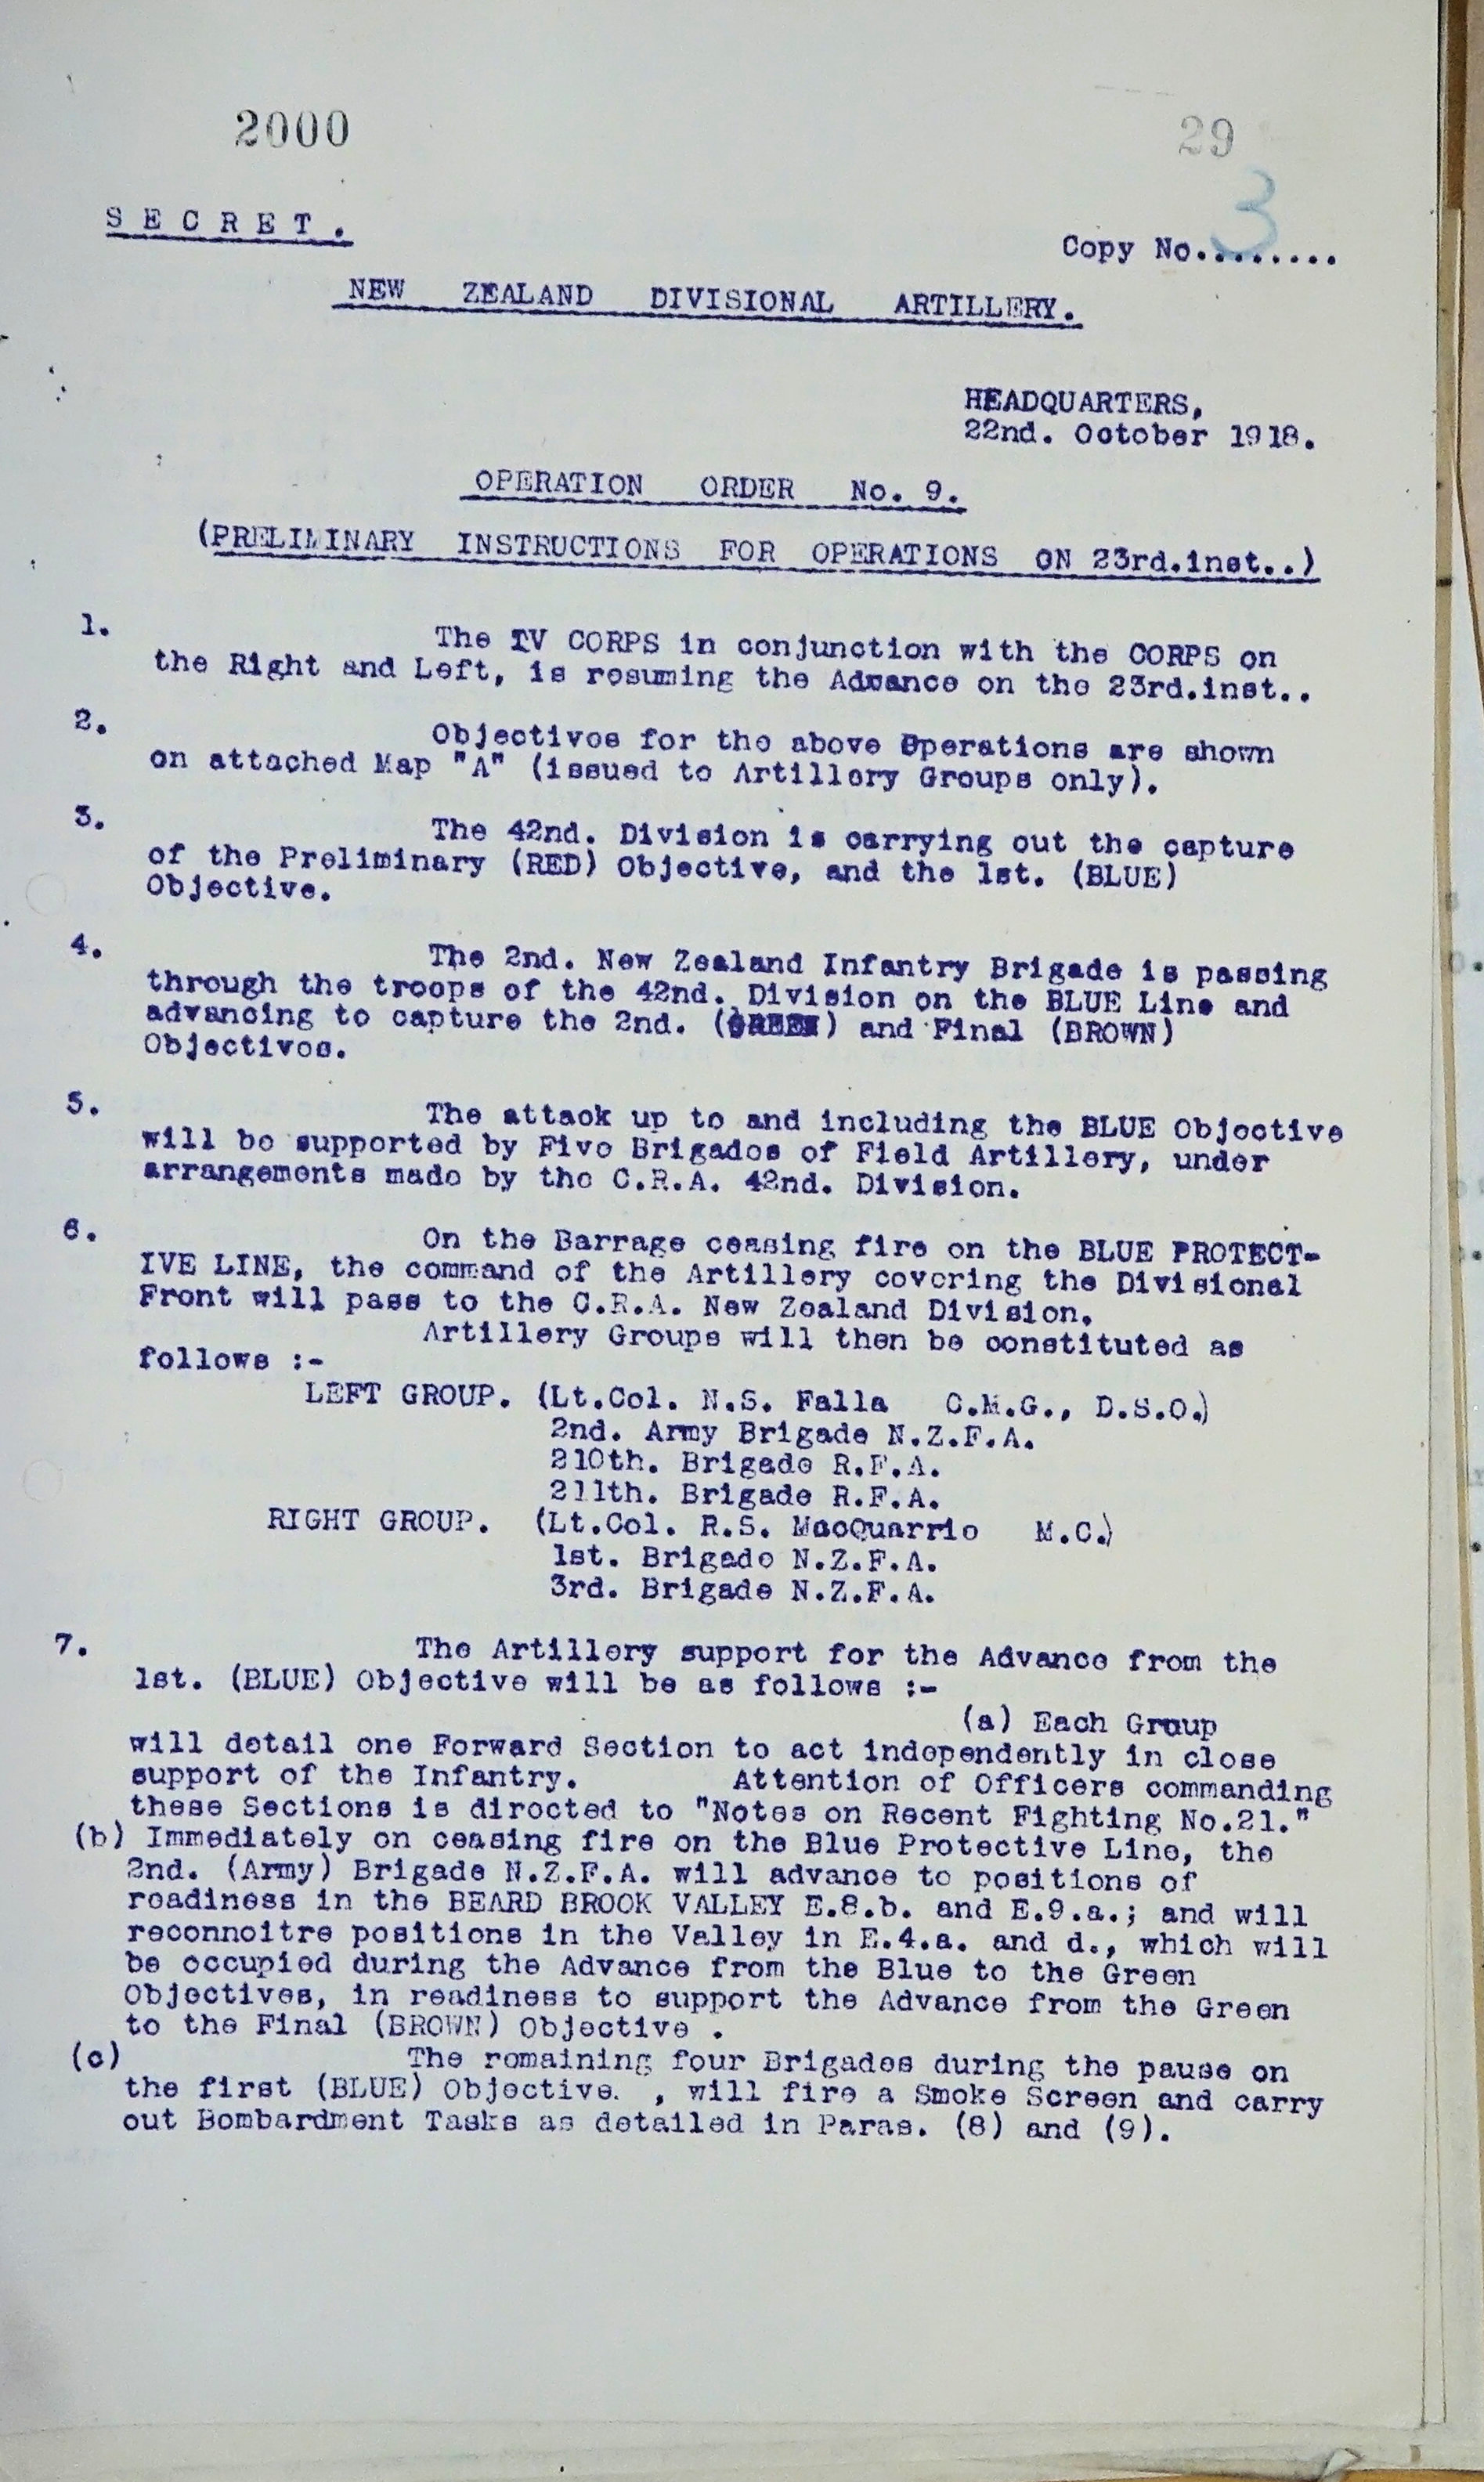 2000
29
SECRET.
Copy No.........
3
NEW ZEALAND DIVISIONAL ARTILLERY.
HEADQUARTERS,
22nd. October 1918.
OPERATION ORDER No. 9.
(PRELIMINARY INSTRUCTIONS FOR OPERATIONS ON 23rd.inst..)
1. The IV CORPS in conjunction with the CORPS on
the Right and Left, is resuming the Advance on the 23rd.inst..
2. Objectives for the above Operations are shown
on attached Map "A" (issued to Artillery Groups only).
3. The 42nd. Division is carrying out the capture
of the Preliminary (RED) Objective, and the 1st. (BLUE)
Objective.
4. The 2nd. New Zealand Infantry Brigade is passing
through the troops of the 42nd. Division on the BLUE Line and
advancing to capture the 2nd. (GREEN) and Final (BROWN)
Objectives.
5. The attack up to and including the BLUE Objective
will be supported by Five Brigades of Field Artillery, under
arrangements made by the C.R.A. 42nd. Division.
6. On the Barrage ceasing fire on the BLUE PROTECT-
IVE LINE, the command of the Artillery covering the Divisional
Front will pass to the C.R.A. New Zealand Division.
Artillery Groups will then be constituted as
follows :-
LEFT GROUP. (Lt.Col. N.S. Falla C.M.G., D.S.O.)
2nd. Army Brigade N.Z.F.A.
210th. Brigade R.F.A.
211th. Brigade R.F.A.
RIGHT GROUP. (Lt.Col. R.S. MacQuarrie M.C.)
1st. Brigade N.Z.F.A.
3rd. Brigade N.Z.F.A.
7. The Artillery support for the Advance from the
1st. (BLUE) Objective will be as follows :-
(a) Each Group
will detail one Forward Section to act independently in close
support of the Infantry. Attention of Officers commanding
these Sections is directed to "Notes on Recent Fighting No.21."
(b) Immediately on ceasing fire on the Blue Protective Line, the
2nd. (Army) Brigade N.Z.F.A. will advance to positions of
readiness in the BEARD BROOK VALLEY E.8.b. and E.9.a.; and will
reconnoitre positions in the Valley in E.4.a. and d., which will
be occupied during the Advance from the Blue to the Green
Objectives, in readiness to support the Advance from the Green
to the Final (BROWN) Objective .
(c) The remaining four Brigades during the pause on
the first (BLUE) Objective. , will fire a Smoke Screen and carry
out Bombardment Tasks as detailed in Paras. (8) and (9).